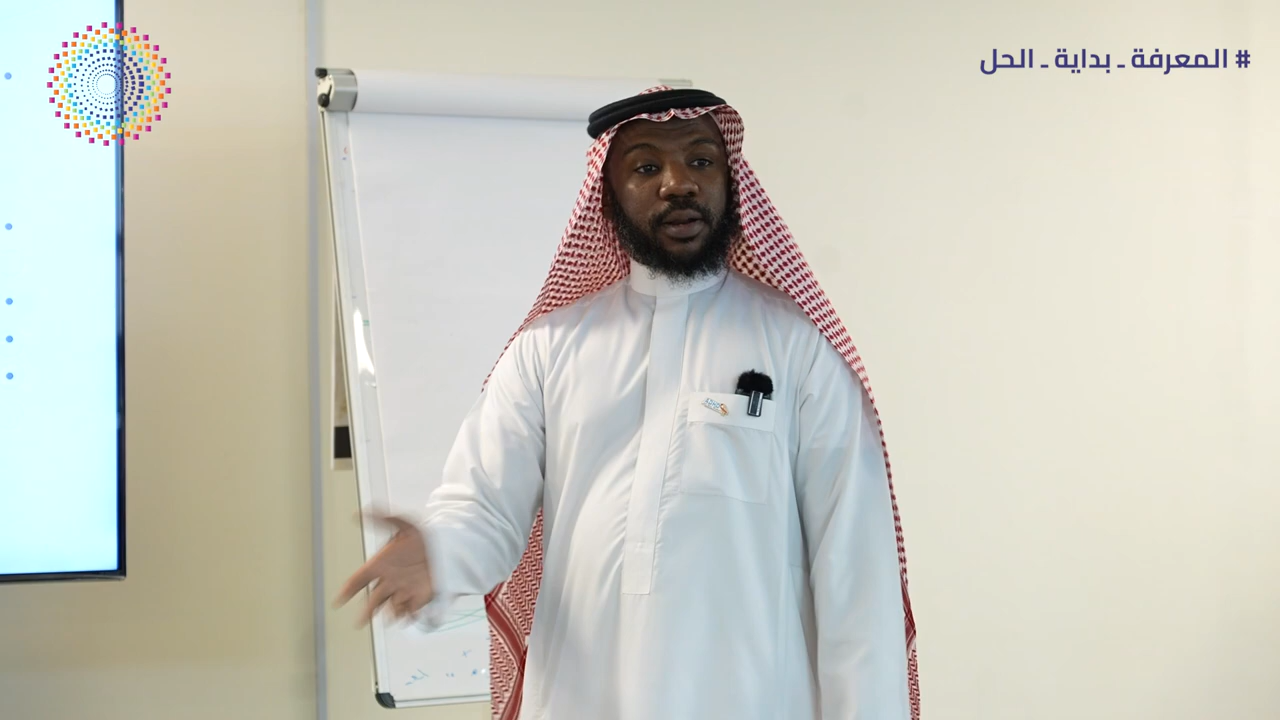 # المعرفة ـ بداية ـ الحل